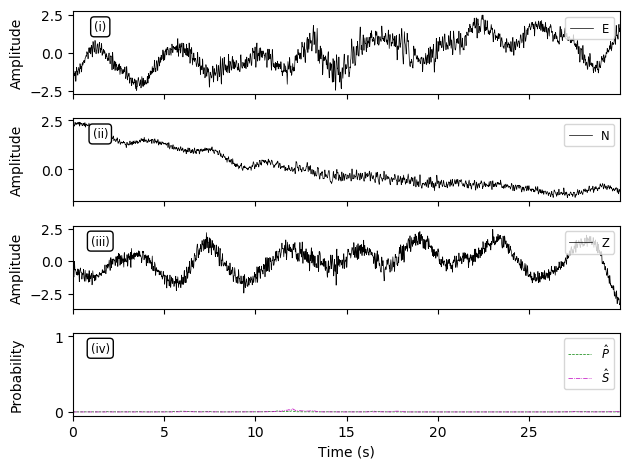 2.5
0.0
−2.5
Amplitude
(i)
E
2.5
0.0
Amplitude
(ii)
N
2.5
0.0
−2.5
Amplitude
(iii)
Z
1
0
Probability
(iv)
P̂
Ŝ
0 5 10 15 20 25
Time (s)